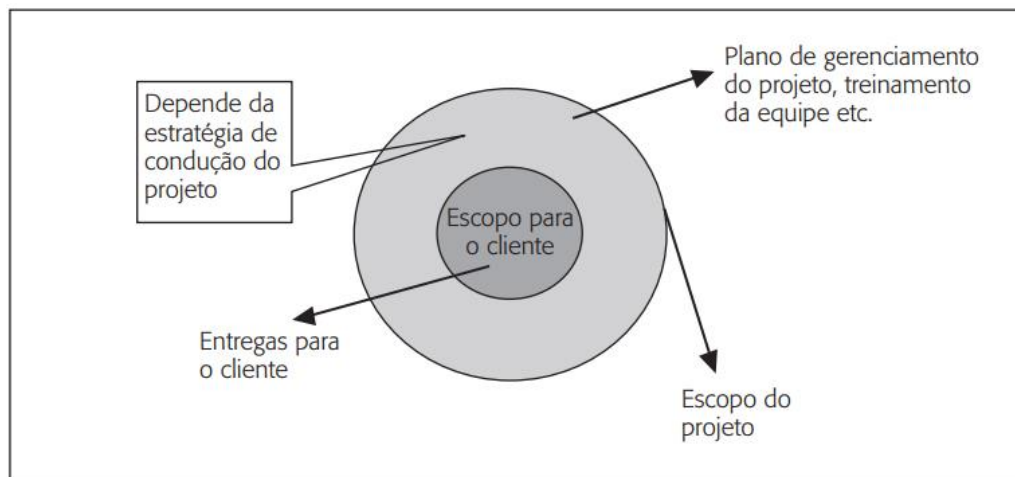 Depende da
estratégia de
condução do
projeto
Plano de gerenciamento
do projeto, treinamento
da equipe etc.
Escopo para
o cliente
Entregas para
o cliente
Escopo do
projeto